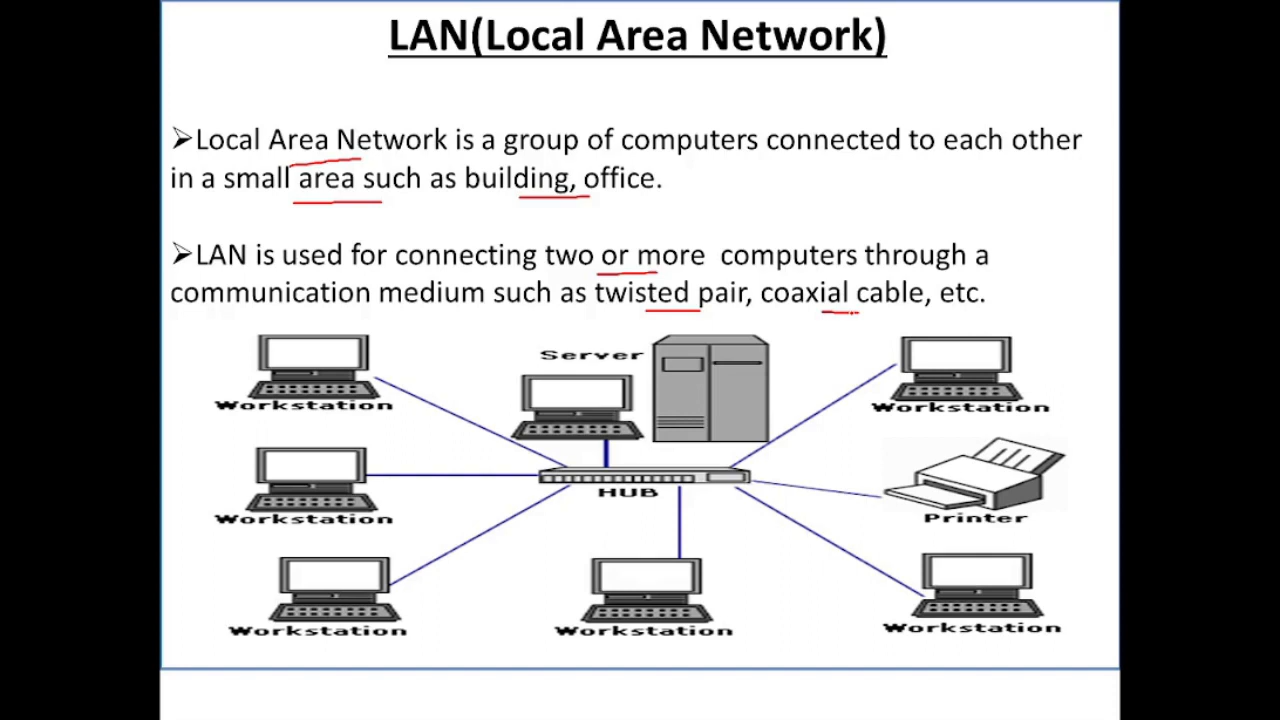 LAN(Local Area Network)
➢Local Area Network is a group of computers connected to each other
in a small area such as building, office.
➢LAN is used for connecting two or more computers through a
communication medium such as twisted pair, coaxial cable, etc.
Server
Workstation
Workstation
HUB
Workstation
Printer
Workstation
Workstation
Workstation